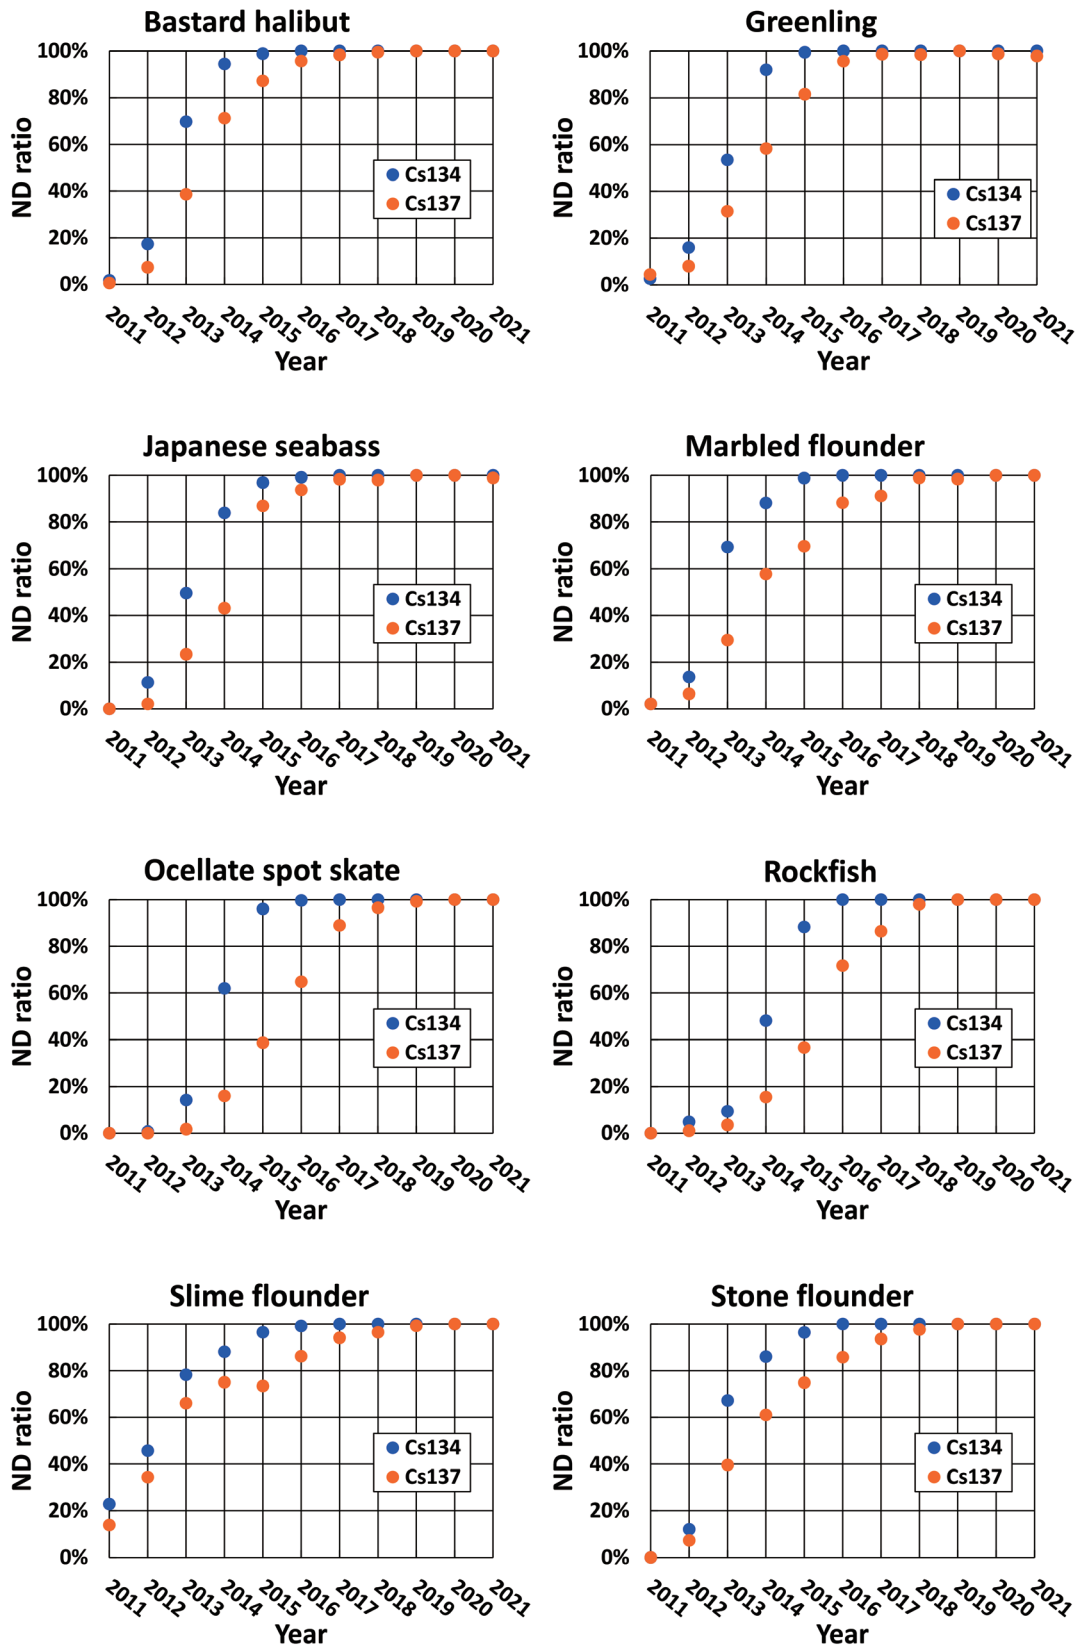 Bastard halibut
100%
80%
60%
40%
20%
0%
ND ratio
Cs134
Cs137
2011 2012 2013 2014 2015 2016 2017 2018 2019 2020 2021
Year
Greenling
100%
80%
60%
40%
20%
0%
ND ratio
Cs134
Cs137
2011 2012 2013 2014 2015 2016 2017 2018 2019 2020 2021
Year
Japanese seabass
100%
80%
60%
40%
20%
0%
ND ratio
Cs134
Cs137
2011 2012 2013 2014 2015 2016 2017 2018 2019 2020 2021
Year
Marbled flounder
100%
80%
60%
40%
20%
0%
ND ratio
Cs134
Cs137
2011 2012 2013 2014 2015 2016 2017 2018 2019 2020 2021
Year
Ocellate spot skate
100%
80%
60%
40%
20%
0%
ND ratio
Cs134
Cs137
2011 2012 2013 2014 2015 2016 2017 2018 2019 2020 2021
Year
Rockfish
100%
80%
60%
40%
20%
0%
ND ratio
Cs134
Cs137
2011 2012 2013 2014 2015 2016 2017 2018 2019 2020 2021
Year
Slime flounder
100%
80%
60%
40%
20%
0%
ND ratio
Cs134
Cs137
2011 2012 2013 2014 2015 2016 2017 2018 2019 2020 2021
Year
Stone flounder
100%
80%
60%
40%
20%
0%
ND ratio
Cs134
Cs137
2011 2012 2013 2014 2015 2016 2017 2018 2019 2020 2021
Year